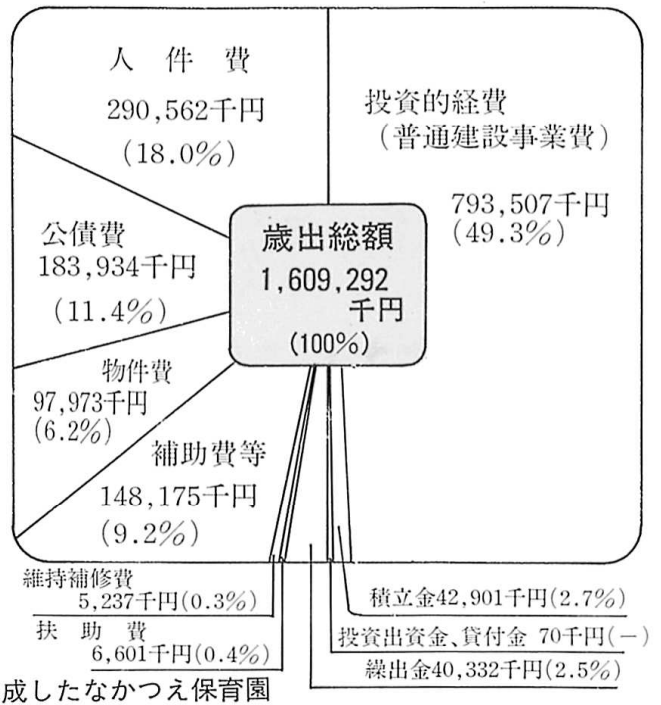 人件費
290,562千円
(18.0%)
投資的経費
(普通建設事業費)
793,507千円
(49.3%)
公債費
183,934千円
(11.4%)
歳出総額
1,609,292
千円
(100%)
物件費
97,973千円
(6.2%)
補助費等
148,175千円
(9.2%)
維持補修費
5,237千円(0.3%)
扶助費
6,601千円(0.4%)
積立金42,901千円(2.7%)
投資出資金、貸付金 70千円(−)
繰出金40,332千円(2.5%)
成したなかつえ保育園